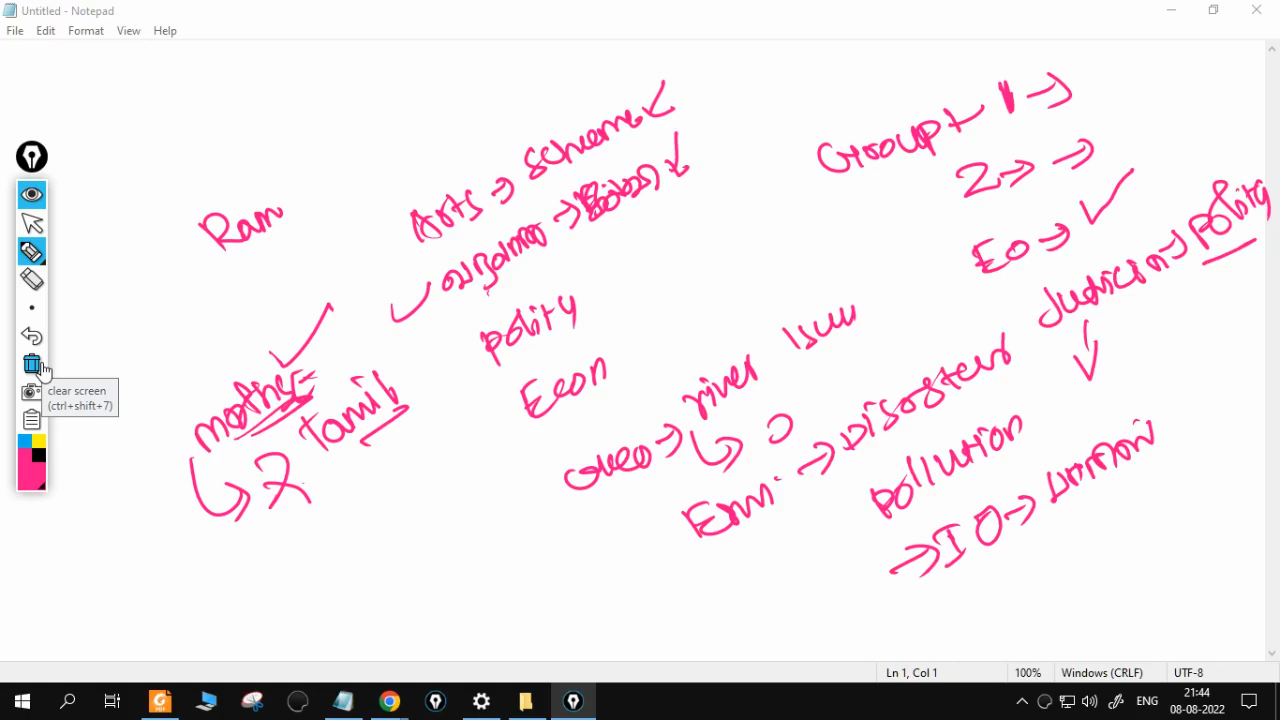 Untitled - Notepad
File Edit Format View Help
Group 1 →
2 → →
EO → ✓
Judiciary → polity
Arts → Scheme
Ram
polity
Econ
mother
Tamil
Geo → river issue
→ Disaster
pollution
→ IO →
clear screen
(ctrl+shift+7)
Ln 1, Col 1 100% Windows (CRLF) UTF-8
ENG 21:44
08-08-2022